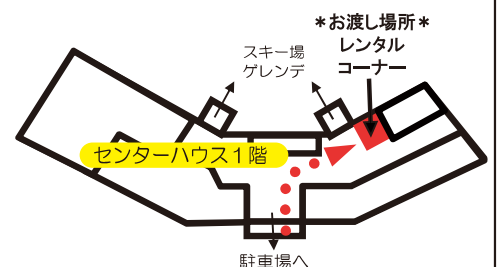 ＊お渡し場所＊
レンタル
コーナー
スキー場
ゲレンデ
センターハウス１階
駐車場へ